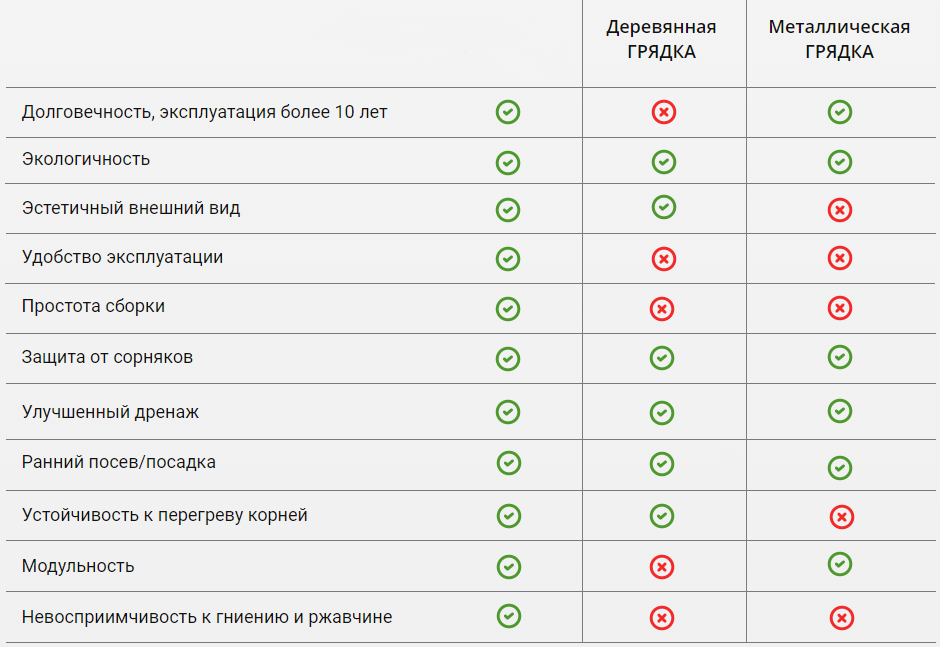 Деревянная
ГРЯДКА
Металлическая
ГРЯДКА
Долговечность, эксплуатация более 10 лет
Экологичность
Эстетичный внешний вид
Удобство эксплуатации
Простота сборки
Защита от сорняков
Улучшенный дренаж
Ранний посев/посадка
Устойчивость к перегреву корней
Модульность
Невосприимчивость к гниению и ржавчине